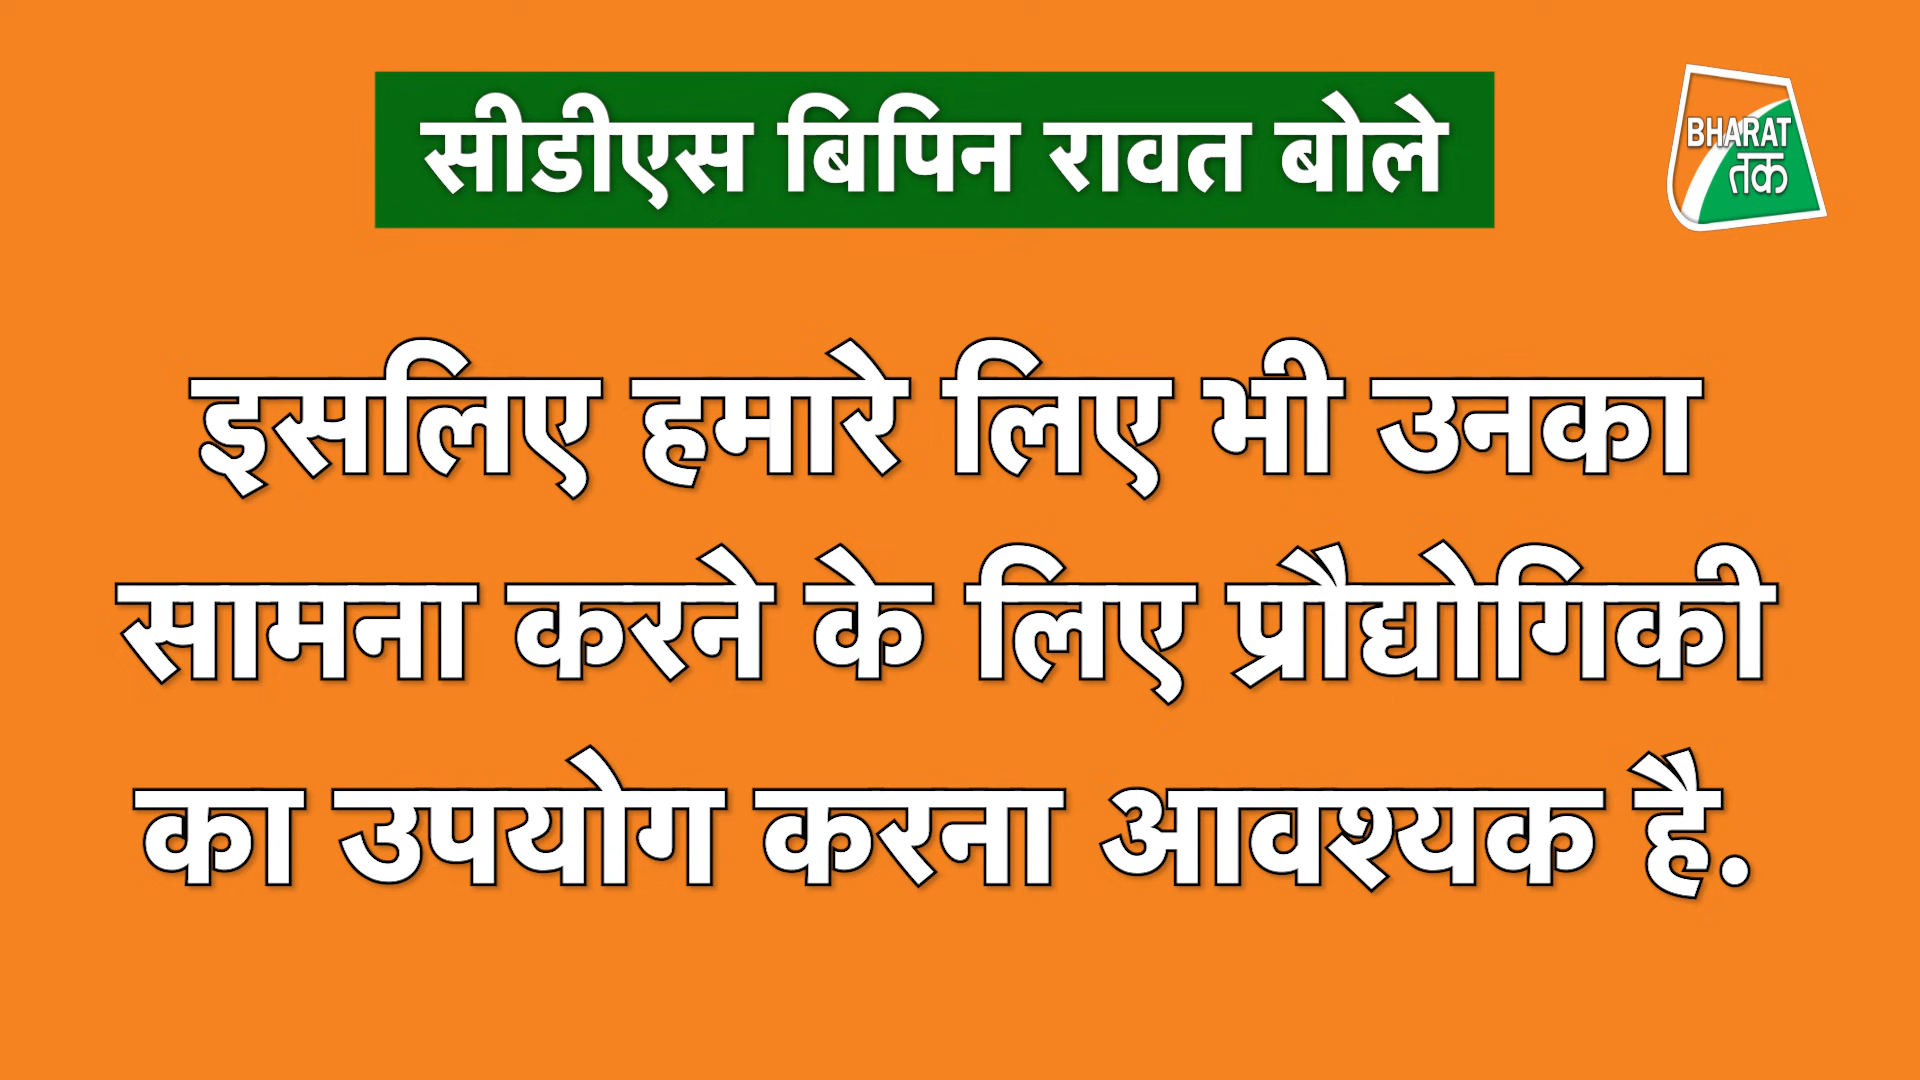 सीडीएस बिपिन रावत बोले
BHARAT
तक
इसलिए हमारे लिए भी उनका
सामना करने के लिए प्रौद्योगिकी
का उपयोग करना आवश्यक है.